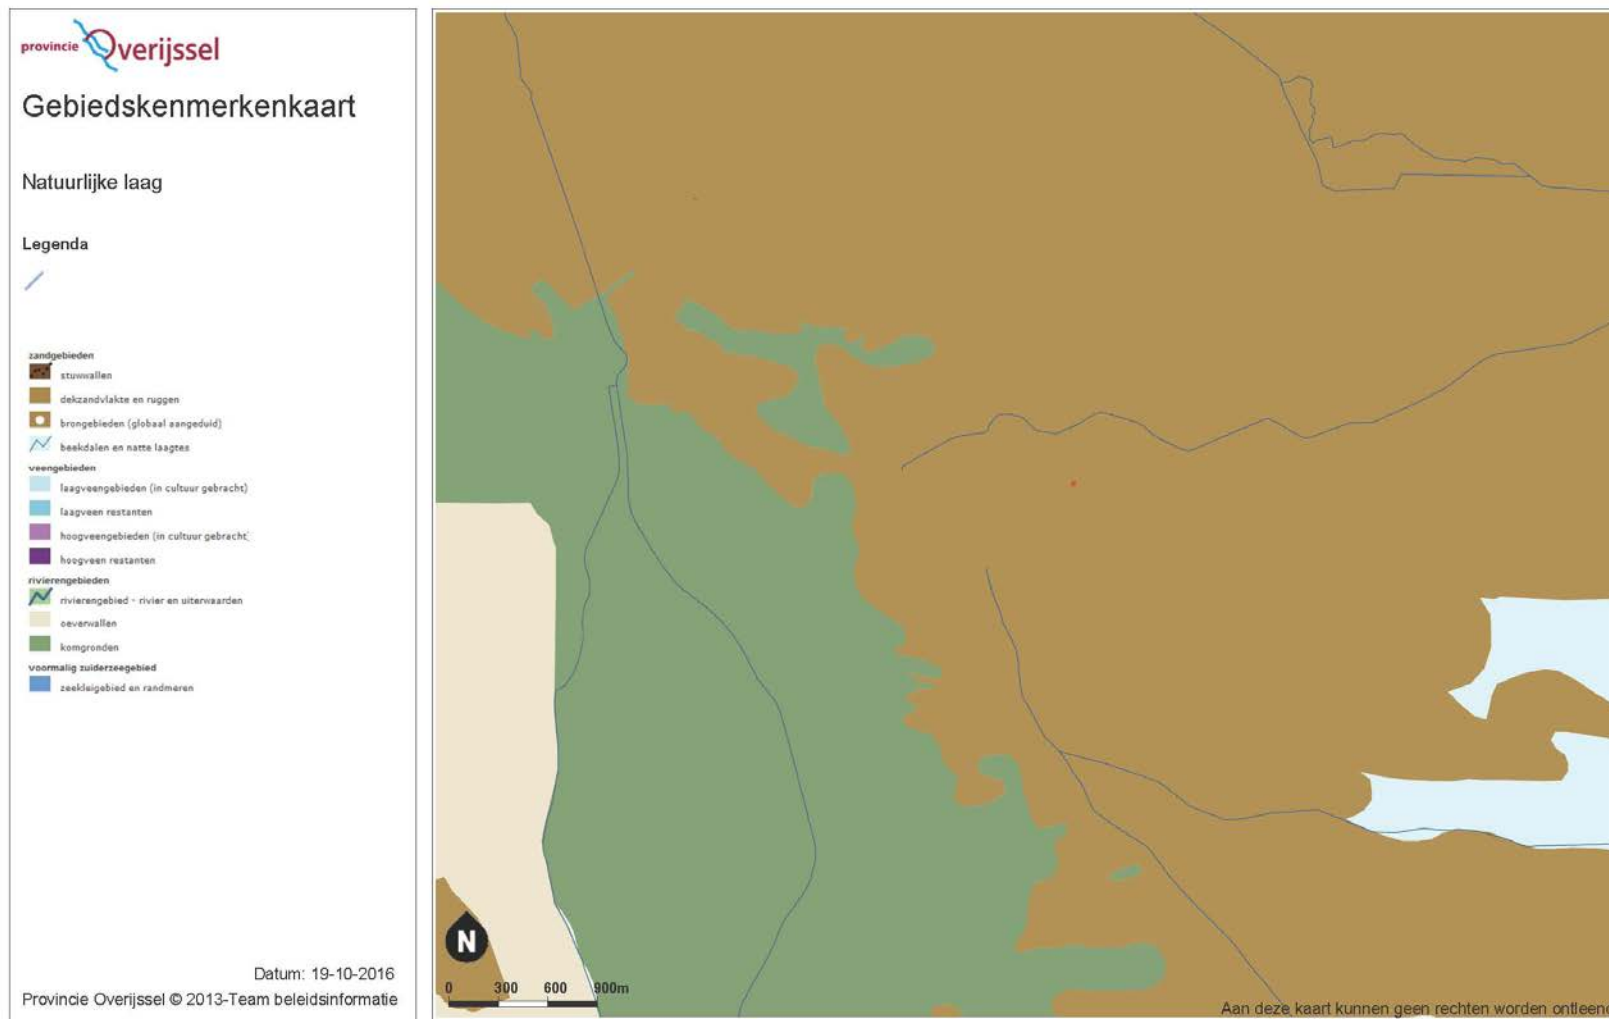 provincie Overijssel
Gebiedskenmerkenkaart
Natuurlijke laag
Legenda
zandgebieden
stuwwallen
dekzandvlakte en ruggen
brongebieden (globaal aangeduid)
beekdalen en natte laagtes
veengebieden
laagveengebieden (in cultuur gebracht)
laagveen restanten
hoogveengebieden (in cultuur gebracht)
hoogveen restanten
rivierengebieden
rivierengebied - rivier en uiterwaarden
oeverwallen
komgronden
voormalig zuiderzeegebied
zeekleigebied en randmeren
Datum: 19-10-2016
Provincie Overijssel © 2013-Team beleidsinformatie
N
0 300 600 900m
Aan deze kaart kunnen geen rechten worden ontleend